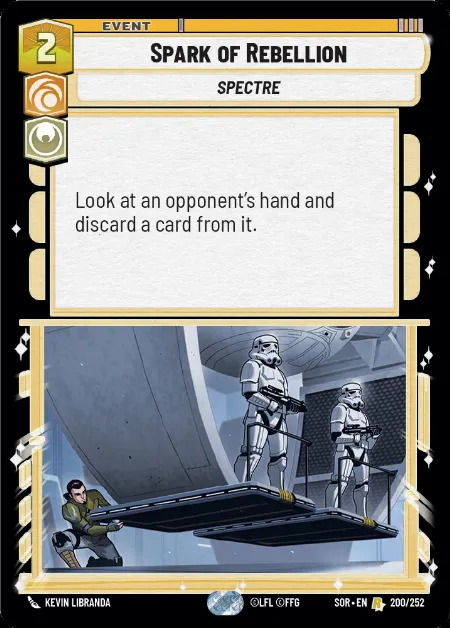 EVENT
2
SPARK OF REBELLION
SPECTRE
Look at an opponent's hand and
discard a card from it.
KEVIN LIBRANDA
©LFL ©FFG
SOR • EN R 200/252